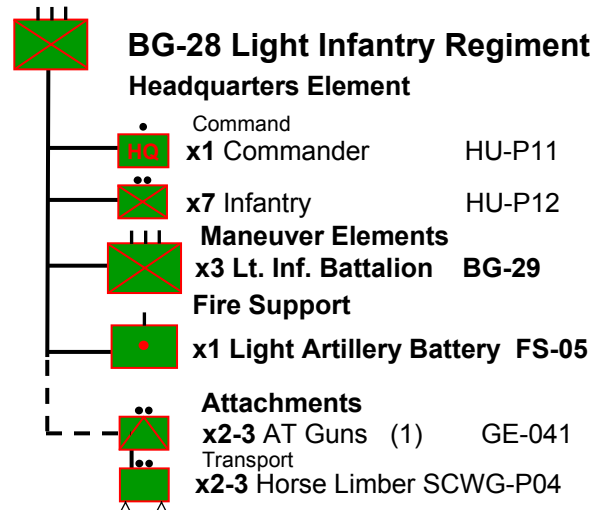 BG-28 Light Infantry Regiment
Headquarters Element
Command
HQ x1 Commander HU-P11
x7 Infantry HU-P12
Maneuver Elements
x3 Lt. Inf. Battalion BG-29
Fire Support
x1 Light Artillery Battery FS-05
Attachments
x2-3 AT Guns (1) GE-041
Transport
x2-3 Horse Limber SCWG-P04